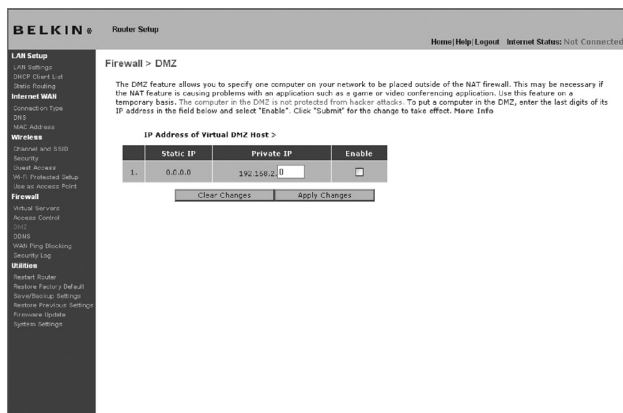 BELKIN
Router Setup
Home|Help|Logout Internet Status: Not Connected
LAN Setup
LAN Settings
DHCP Client List
Static Routing
Internet WAN
Connection Type
DNS
MAC Address
Wireless
Channel and SSID
Security
Guest Access
Wi-Fi Protected Setup
Use as Access Point
Firewall
Virtual Servers
Access Control
DMZ
DDNS
WAN Ping Blocking
Security Log
Utilities
Restart Router
Restore Factory Default
Save/Backup Settings
Restore Previous Settings
Firmware Update
System Settings
Firewall > DMZ
The DMZ feature allows you to specify one computer on your network to be placed outside of the NAT firewall. This may be necessary if
the NAT feature is causing problems with an application such as a game or video conferencing application. Use this feature on a
temporary basis. The computer in the DMZ is not protected from hacker attacks. To put a computer in the DMZ, enter the last digits of its
IP address in the field below and select "Enable". Click "Submit" for the change to take effect. More Info
IP Address of Virtual DMZ Host >
Static IP Private IP Enable
1. 0.0.0.0 192.168.2. 0
Clear Changes Apply Changes